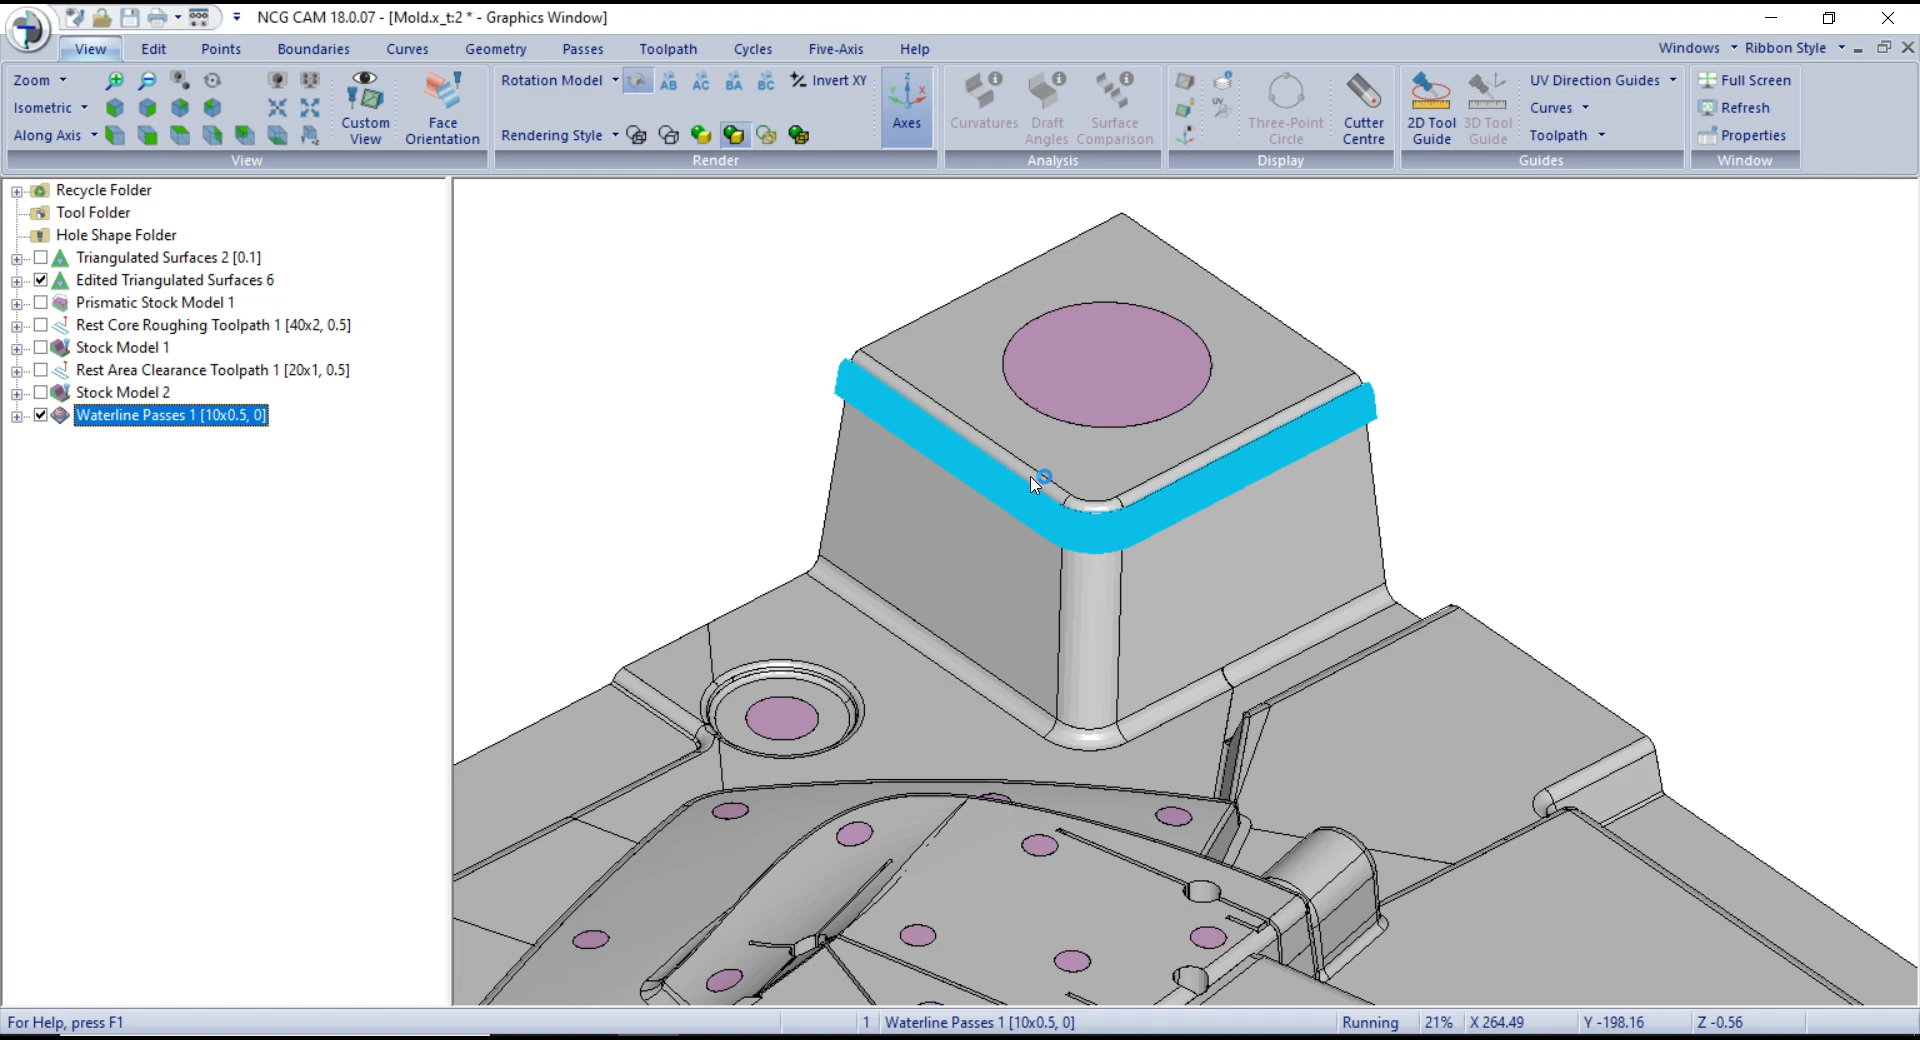 NCG CAM 18.0.07 - [Mold.x_t:2 * - Graphics Window]
View Edit Points Boundaries Curves Geometry Passes Toolpath Cycles Five-Axis Help Windows Ribbon Style
Zoom
Isometric
Along Axis
Custom
View
Face
Orientation
View
Rotation Model
AB AC BA BC Invert XY
Rendering Style
Z
Axes
Render
Curvatures
Draft
Angles
Surface
Comparison
Analysis
UV
Three-Point
Circle
Cutter
Centre
Display
2D Tool
Guide
3D Tool
Guide
UV Direction Guides
Curves
Toolpath
Guides
Full Screen
Refresh
Properties
Window
Recycle Folder
Tool Folder
Hole Shape Folder
Triangulated Surfaces 2 [0.1]
Edited Triangulated Surfaces 6
Prismatic Stock Model 1
Rest Core Roughing Toolpath 1 [40x2, 0.5]
Stock Model 1
Rest Area Clearance Toolpath 1 [20x1, 0.5]
Stock Model 2
Waterline Passes 1 [10x0.5, 0]
For Help, press F1 1 Waterline Passes 1 [10x0.5, 0] Running 21% X 264.49 Y -198.16 Z -0.56